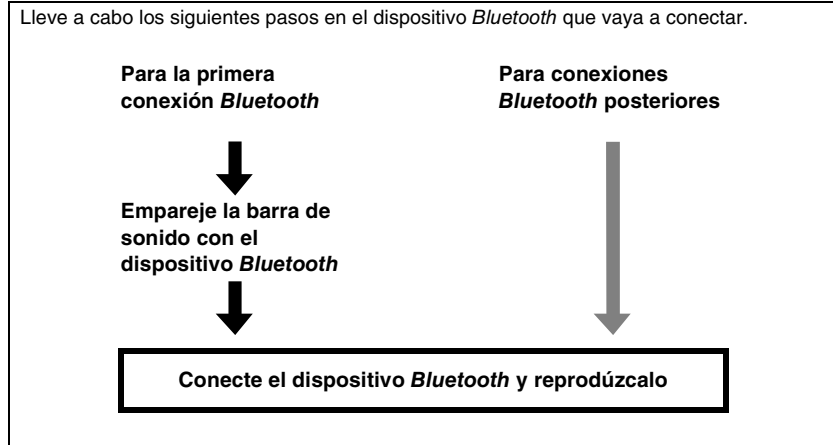 Lleve a cabo los siguientes pasos en el dispositivo Bluetooth que vaya a conectar.
Para la primera
conexión Bluetooth
Para conexiones
Bluetooth posteriores
Empareje la barra de
sonido con el
dispositivo Bluetooth
Conecte el dispositivo Bluetooth y reprodúzcalo